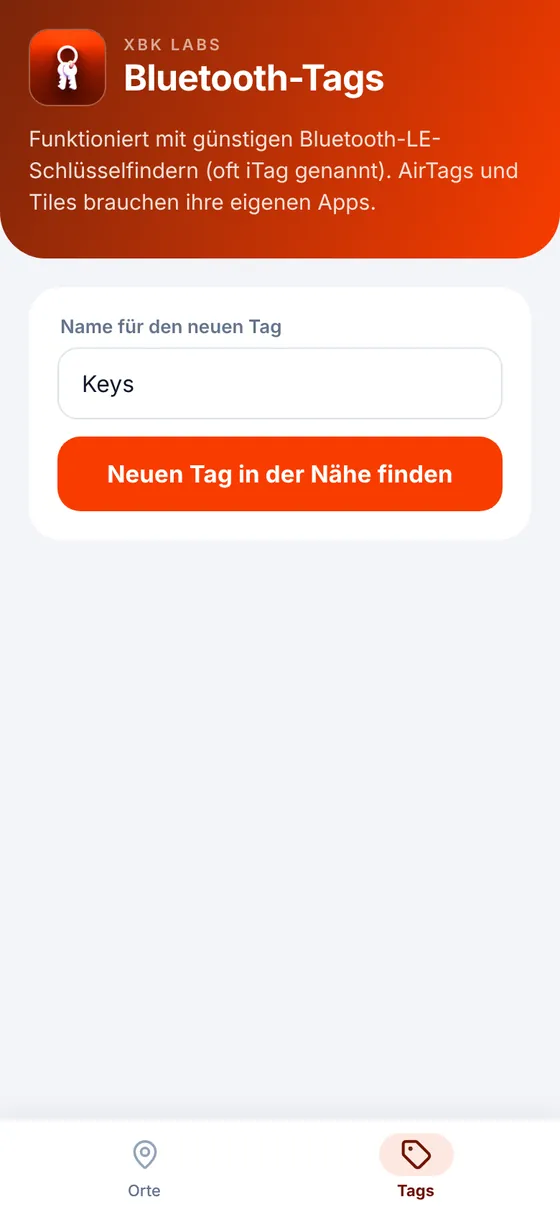 XBK LABS
Bluetooth-Tags
Funktioniert mit günstigen Bluetooth-LE-
Schlüsselfindern (oft iTag genannt). AirTags und
Tiles brauchen ihre eigenen Apps.
Name für den neuen Tag
Keys
Neuen Tag in der Nähe finden
Orte
Tags